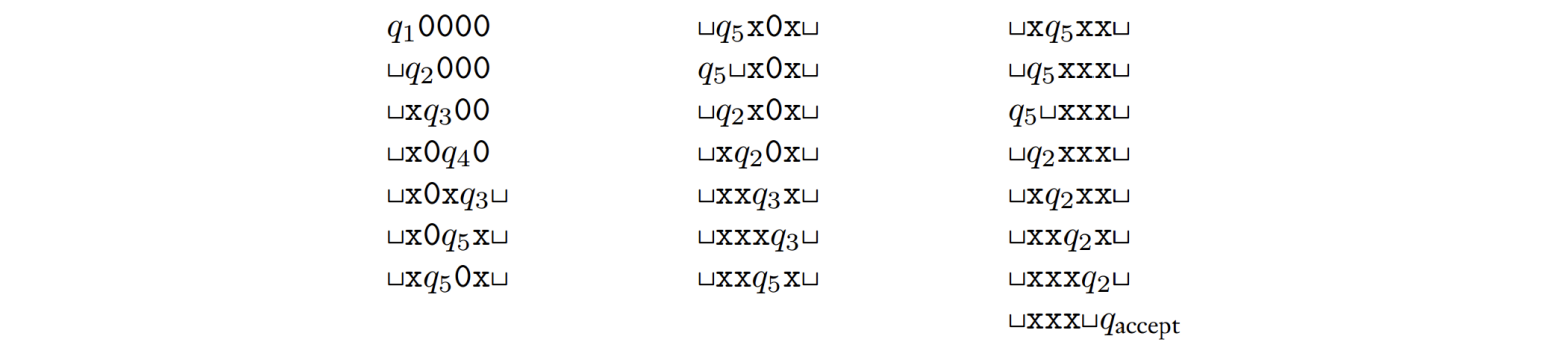 q₁0000
␣q₂000
␣xq₃00
␣x0q₄0
␣x0xq₃␣
␣x0q₅x␣
␣xq₅0x␣
␣q₅x0x␣
q₅␣x0x␣
␣q₂x0x␣
␣xq₂0x␣
␣xxq₃x␣
␣xxxq₃␣
␣xxq₅x␣
␣xq₅xx␣
␣q₅xxx␣
q₅␣xxx␣
␣q₂xxx␣
␣xq₂xx␣
␣xxq₂x␣
␣xxxq₂␣
␣xxx␣q_accept